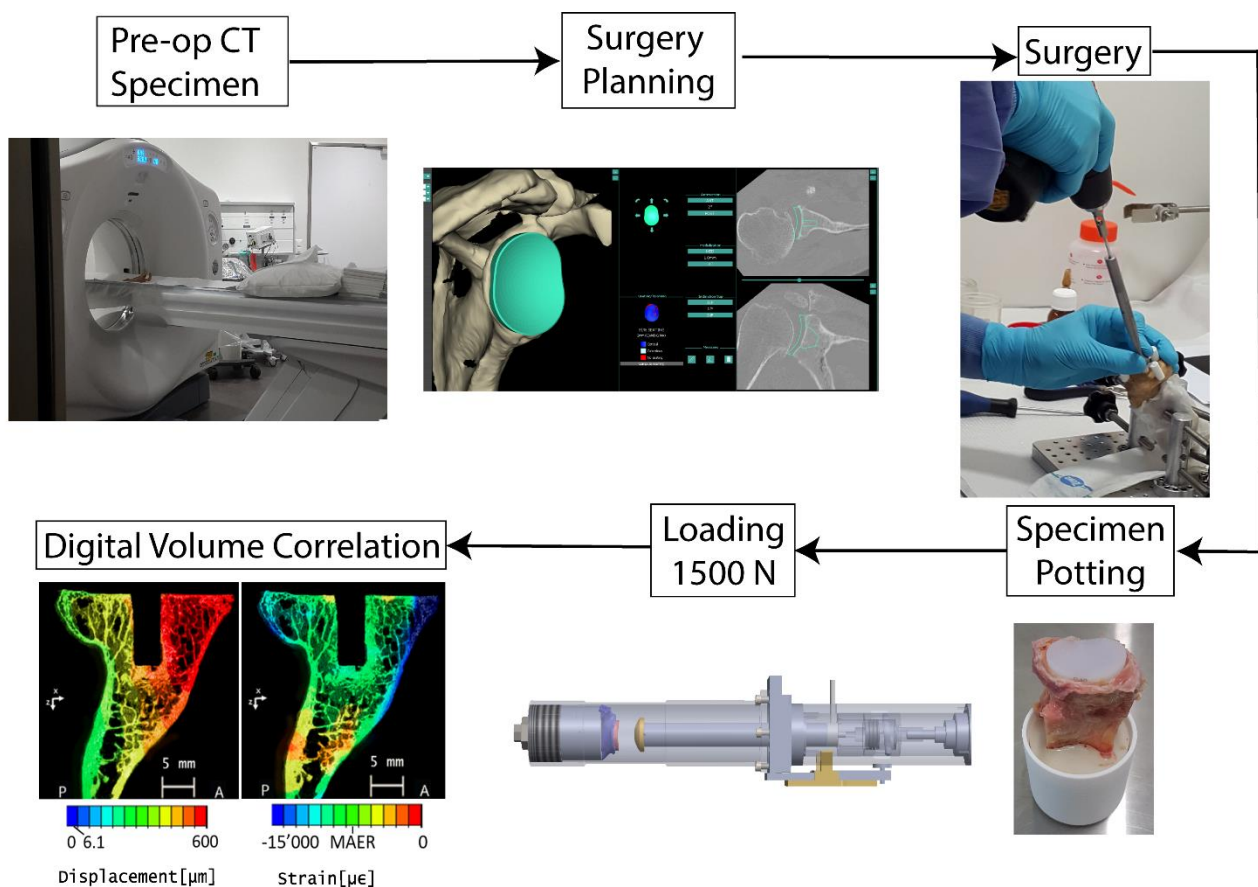 Pre-op CT
Specimen
Surgery
Planning
Surgery
Digital Volume Correlation
Loading
1500 N
Specimen
Potting
x
z
5 mm
P
A
x
z
5 mm
P
A
0 6.1
600
-15'000 MAER
0
Displacement[μm]
Strain[μϵ]